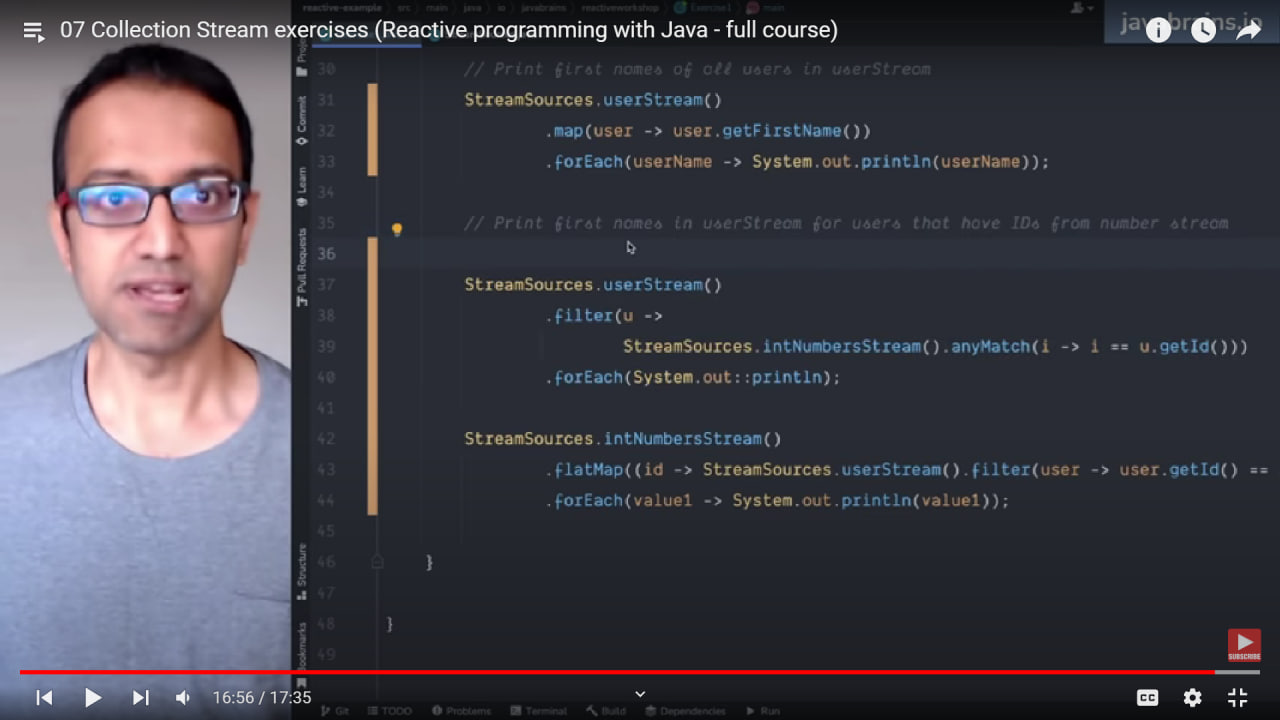 reactive-example src main java io javabrains reactiveworkshop Exercise1 main
07 Collection Stream exercises (Reactive programming with Java - full course)
javabrains.in
Commit
Learn
Pull Requests
Structure
Bookmarks
30 // Print first names of all users in userStream
31 StreamSources.userStream()
32 .map(user -> user.getFirstName())
33 .forEach(userName -> System.out.println(userName));
34
35 // Print first names in userStream for users that have IDs from number stream
36
37 StreamSources.userStream()
38 .filter(u ->
39 StreamSources.intNumbersStream().anyMatch(i -> i == u.getId()))
40 .forEach(System.out::println);
41
42 StreamSources.intNumbersStream()
43 .flatMap((id -> StreamSources.userStream().filter(user -> user.getId() ==
44 .forEach(value1 -> System.out.println(value1));
45
46 }
47
48 }
49
SUBSCRIBE
16:56 / 17:35
CC
Git TODO Problems Terminal Build Dependencies Run